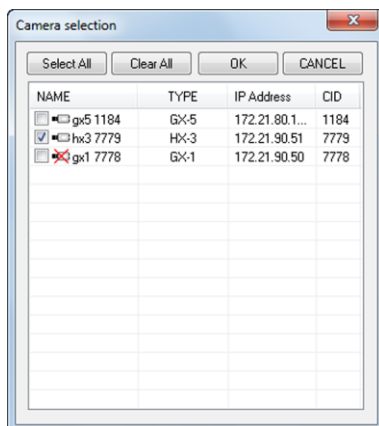 Camera selection
Select All Clear All OK CANCEL
NAME TYPE IP Address CID
gx5 1184 GX-5 172.21.80.1... 1184
hx3 7779 HX-3 172.21.90.51 7779
gx1 7778 GX-1 172.21.90.50 7778